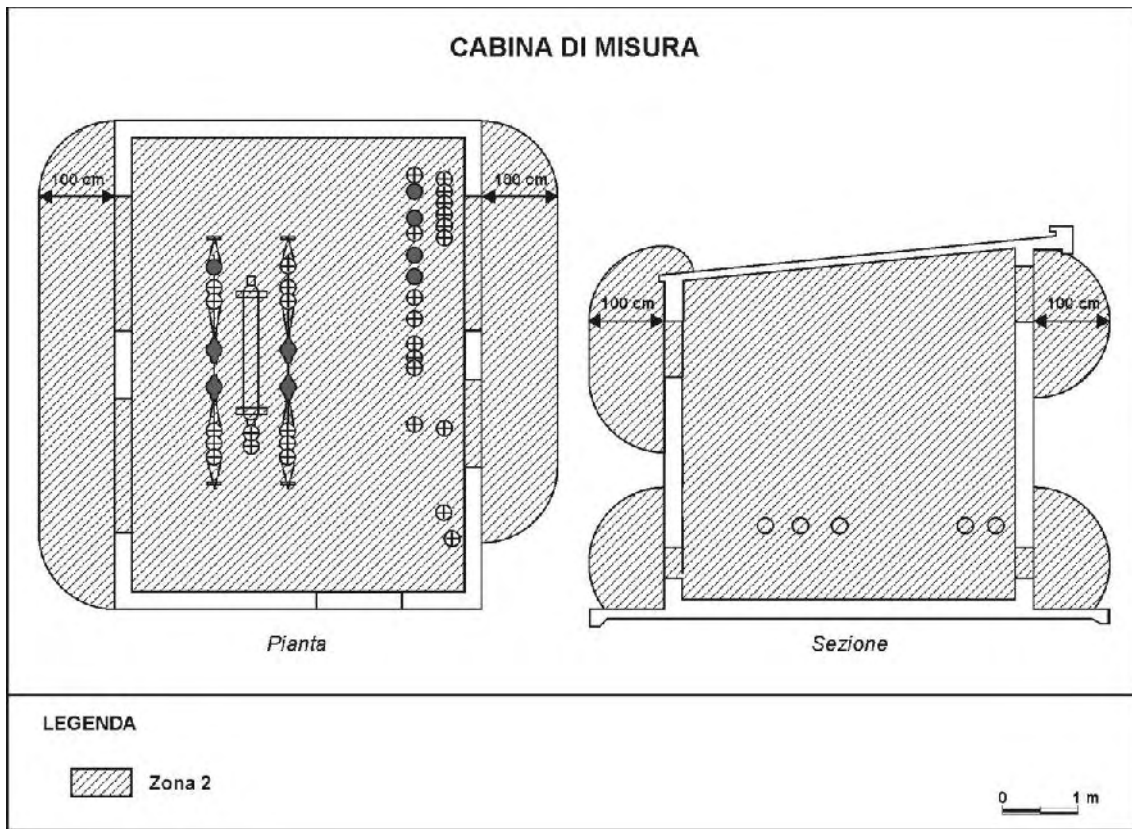 CABINA DI MISURA
100 cm
100 cm
100 cm
100 cm
Pianta
Sezione
LEGENDA
Zona 2
0 1 m